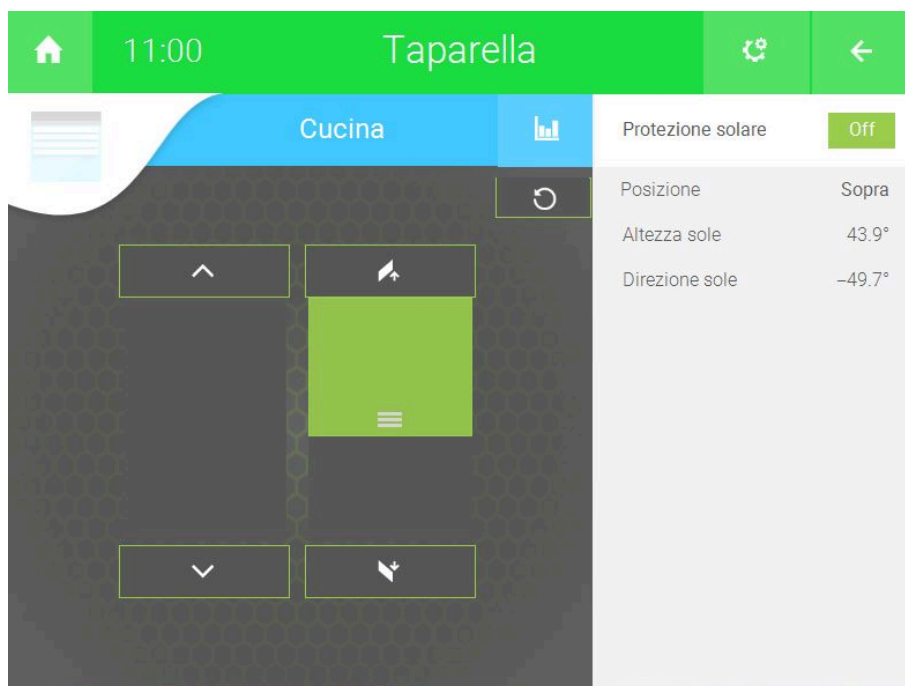 11:00 Taparella
Cucina
Protezione solare Off
Posizione Sopra
Altezza sole 43.9°
Direzione sole −49.7°